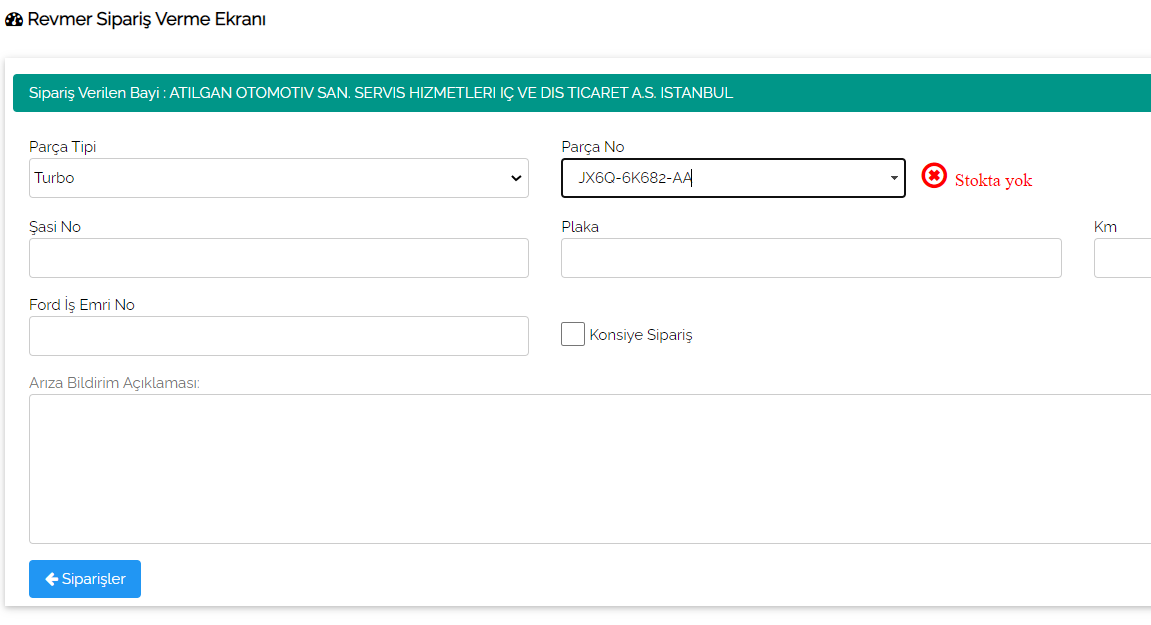 Revmer Sipariş Verme Ekranı
Sipariş Verilen Bayi : ATILGAN OTOMOTIV SAN. SERVIS HIZMETLERI IÇ VE DIS TICARET A.S. ISTANBUL
Parça Tipi
Parça No
Turbo
JX6Q-6K682-AA
Stokta yok
Şasi No
Plaka
Km
Ford İş Emri No
Konsiye Sipariş
Arıza Bildirim Açıklaması:
Siparişler